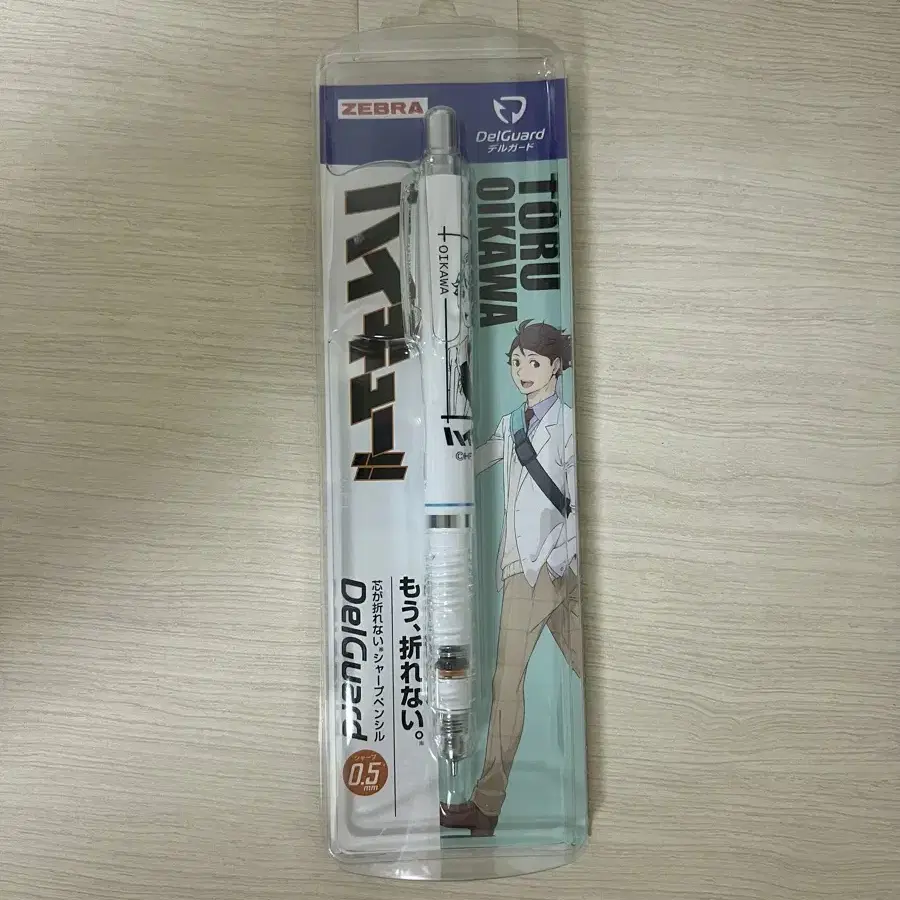 ZEBRA
DelGuard
デルガード
TORU
OIKAWA
ハイキュー!!
OIKAWA
もう、折れない。※
芯が折れない※シャープペンシル
DelGuard
シャープ
0.5
mm